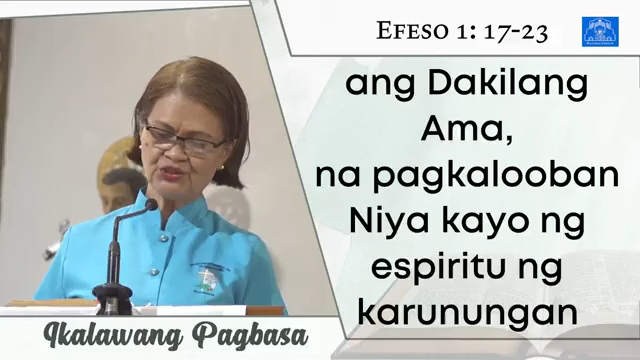 Efeso 1: 17-23
ang Dakilang
Ama,
na pagkalooban
Niya kayo ng
espiritu ng
karunungan
Ikalawang Pagbasa